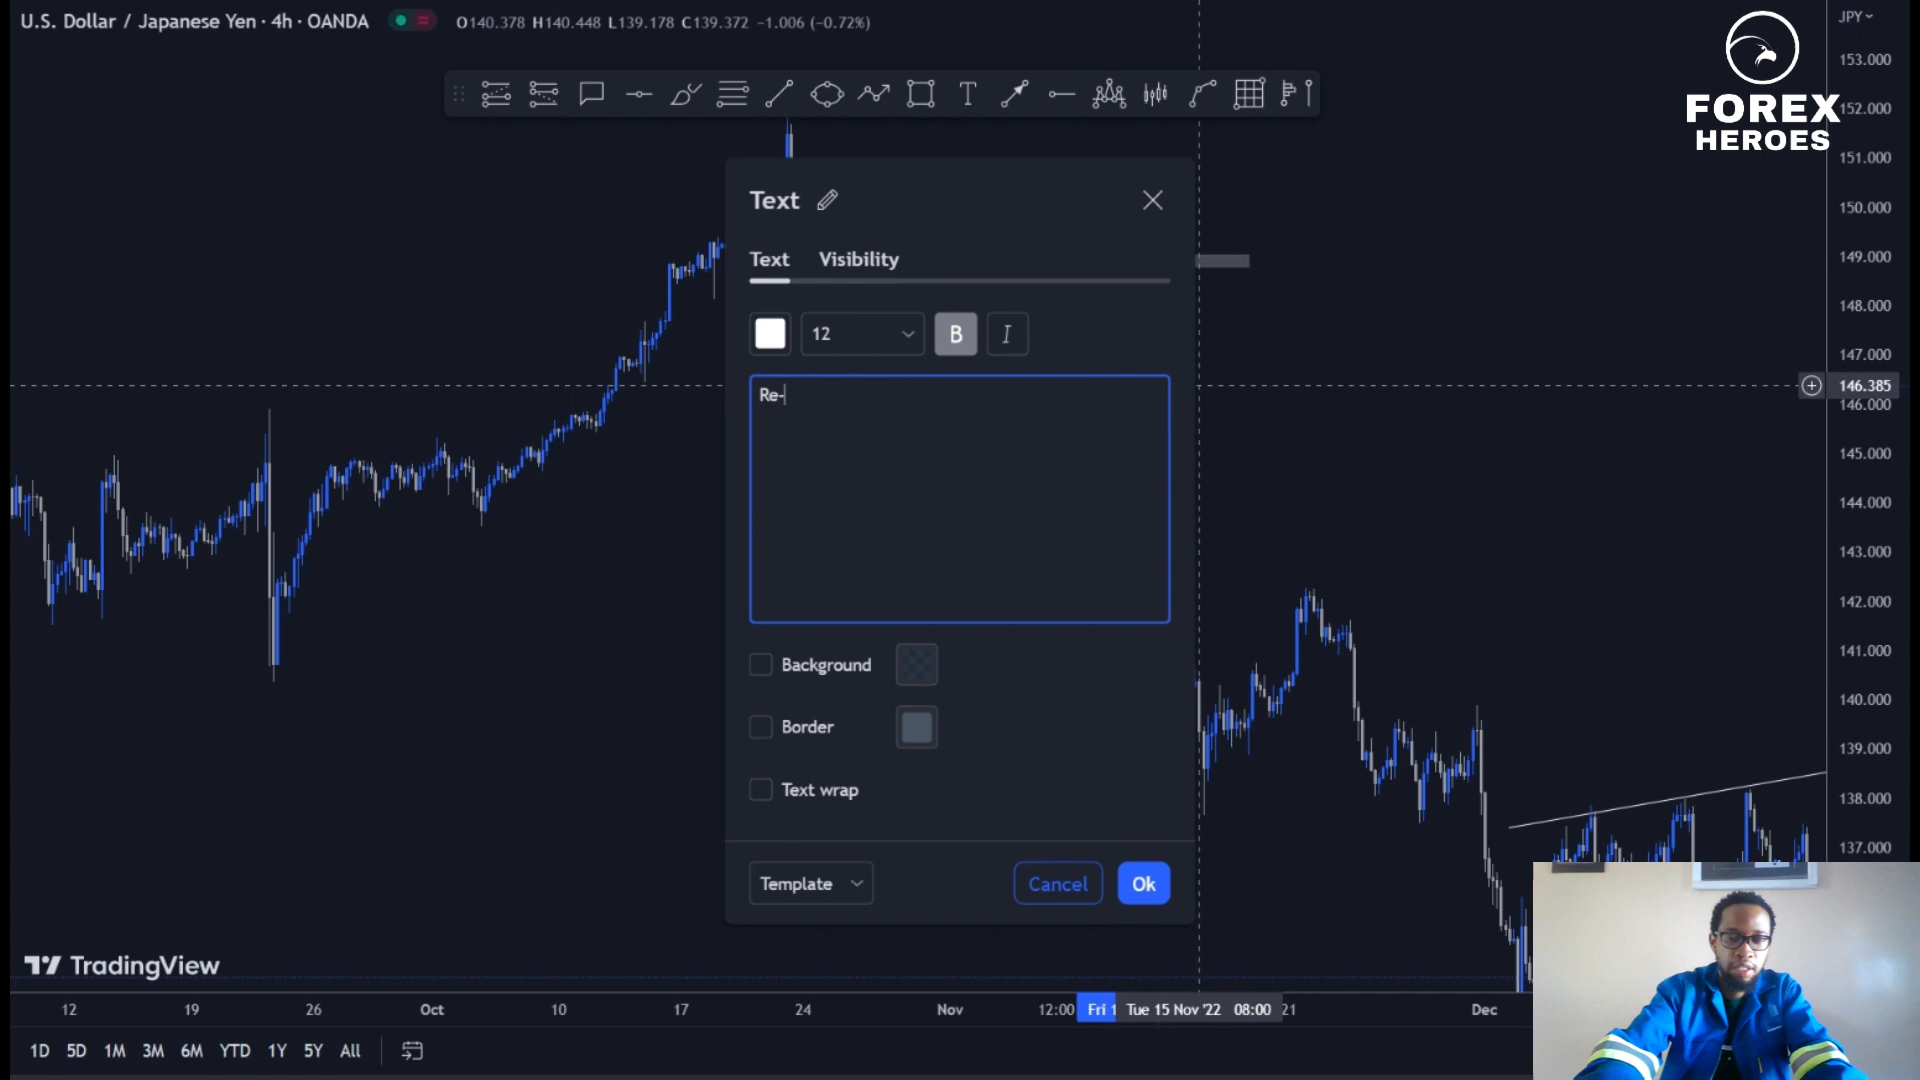 U.S. Dollar / Japanese Yen · 4h · OANDA O140.378 H140.448 L139.178 C139.372 −1.006 (−0.72%)
JPY
FOREX
HEROES
153.000
152.000
151.000
150.000
149.000
148.000
147.000
146.385
146.000
145.000
144.000
143.000
142.000
141.000
140.000
139.000
138.000
137.000
T
Text
Text Visibility
12 B I
Re-
Background
Border
Text wrap
Template Cancel Ok
TradingView
12 19 26 Oct 10 17 24 Nov 12:00 Fri 1 Tue 15 Nov '22 08:00 21 Dec
1D 5D 1M 3M 6M YTD 1Y 5Y All